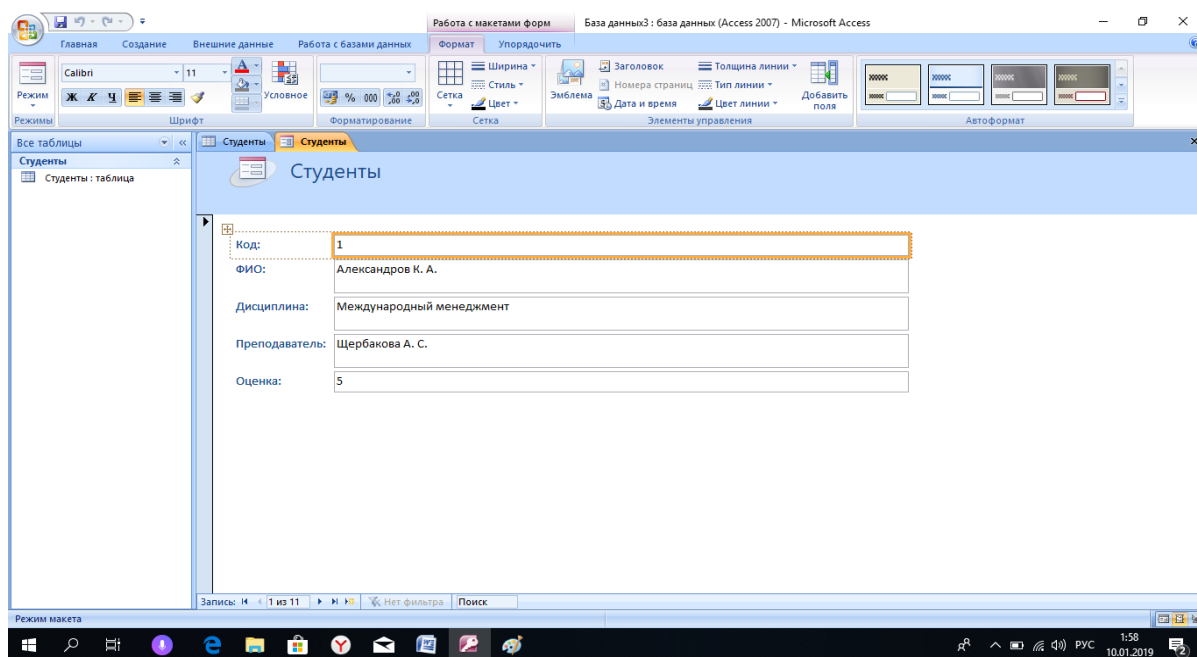 Работа с макетами форм База данных3 : база данных (Access 2007) - Microsoft Access
Главная Создание Внешние данные Работа с базами данных Формат Упорядочить
Режим
Режимы
Calibri 11
Ж К Ч
Шрифт
Условное
% 000
Форматирование
Сетка
Ширина
Стиль
Цвет
Сетка
Эмблема
Заголовок
Номера страниц
Дата и время
Толщина линии
Тип линии
Цвет линии
Добавить поля
Элементы управления
Автоформат
Все таблицы
Студенты
Студенты : таблица
Студенты Студенты
Студенты
Код: 1
ФИО: Александров К. А.
Дисциплина: Международный менеджмент
Преподаватель: Щербакова А. С.
Оценка: 5
Запись: 1 из 11 Нет фильтра Поиск
Режим макета
РУС 1:58
10.01.2019